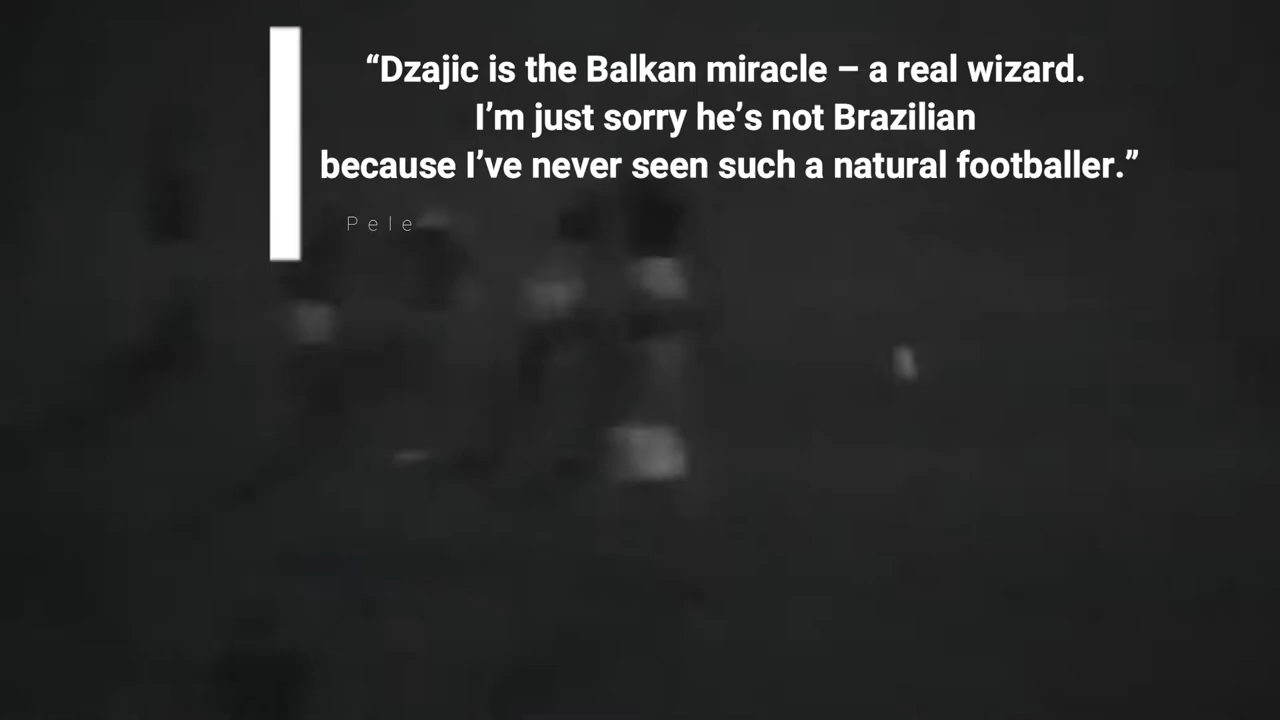 “Dzajic is the Balkan miracle – a real wizard.
I’m just sorry he’s not Brazilian
because I’ve never seen such a natural footballer.”
Pele